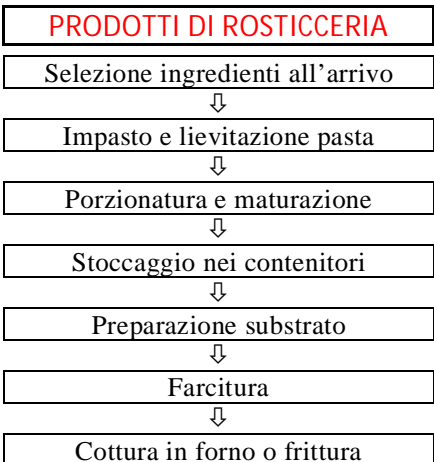 PRODOTTI DI ROSTICCERIA
Selezione ingredienti all'arrivo
⇩
Impasto e lievitazione pasta
⇩
Porzionatura e maturazione
⇩
Stoccaggio nei contenitori
⇩
Preparazione substrato
⇩
Farcitura
⇩
Cottura in forno o frittura